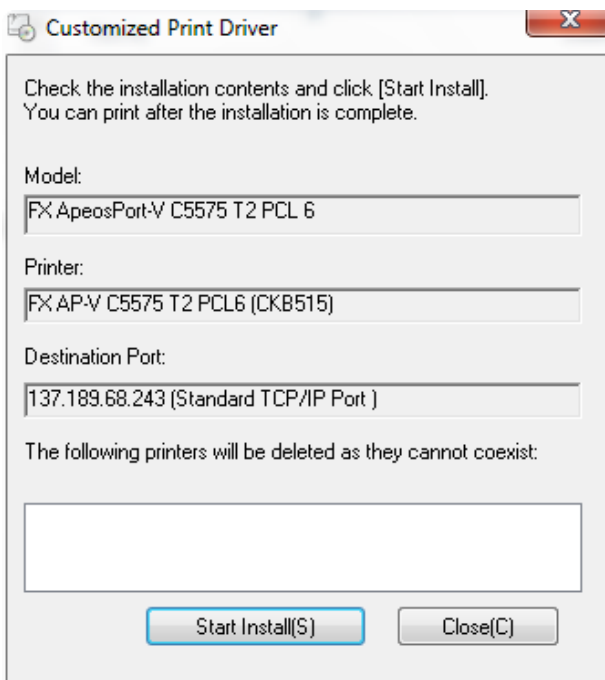 Customized Print Driver
Check the installation contents and click [Start Install].
You can print after the installation is complete.
Model:
FX ApeosPort-V C5575 T2 PCL 6
Printer:
FX AP-V C5575 T2 PCL6 (CKB515)
Destination Port:
137.189.68.243 (Standard TCP/IP Port )
The following printers will be deleted as they cannot coexist:
Start Install(S)
Close(C)